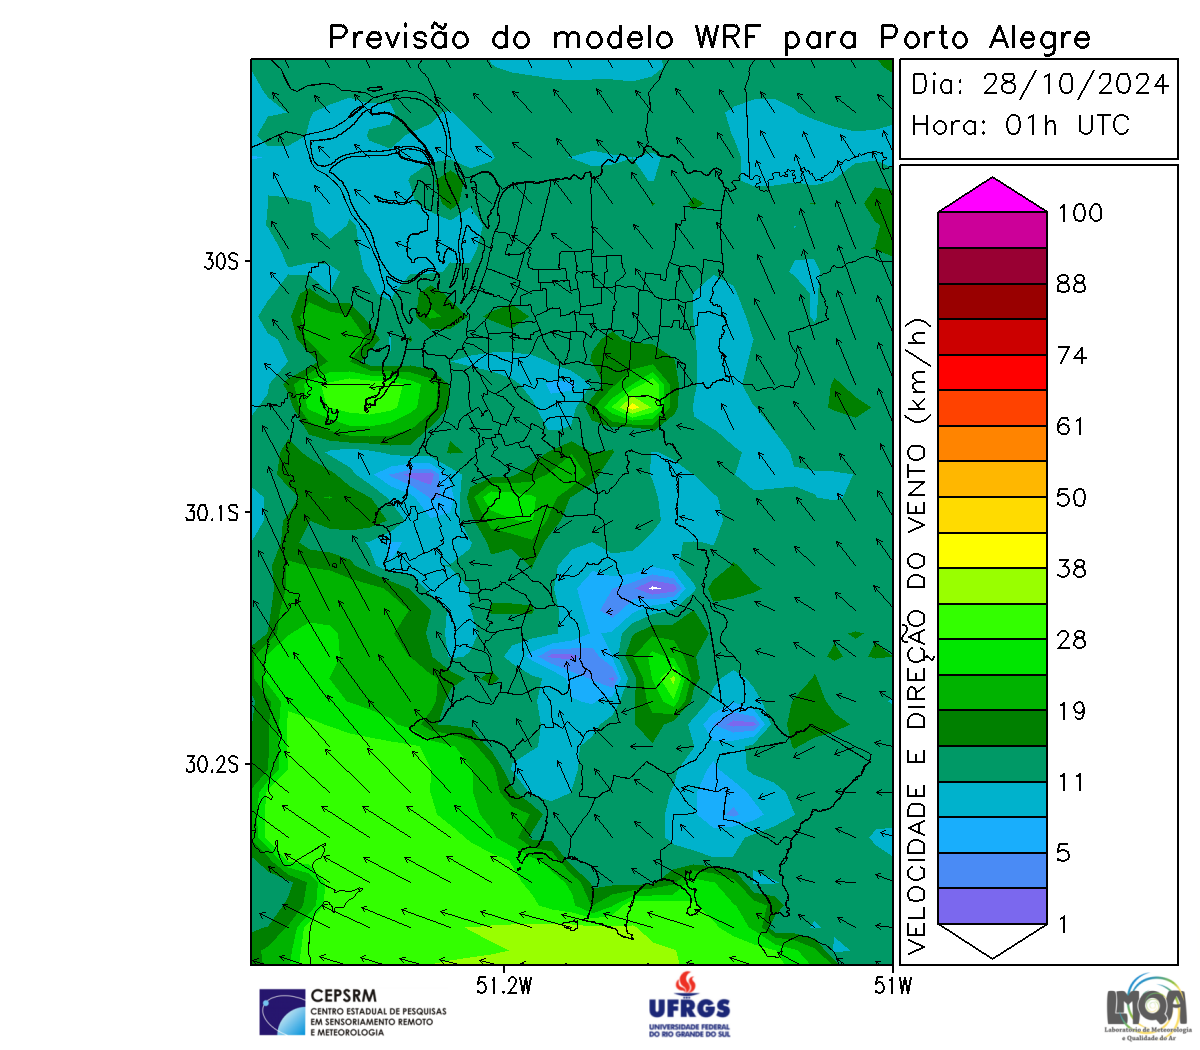 Previsão do modelo WRF para Porto Alegre
Dia: 28/10/2024
Hora: 01h UTC
100
88
74
61
50
38
28
19
11
5
1
VELOCIDADE E DIREÇÃO DO VENTO (km/h)
30S
30.1S
30.2S
51.2W
51W
CEPSRM
CENTRO ESTADUAL DE PESQUISAS
EM SENSORIAMENTO REMOTO
E METEOROLOGIA
UFRGS
UNIVERSIDADE FEDERAL
DO RIO GRANDE DO SUL
LMQA
Laboratório de Meteorologia
e Qualidade do Ar